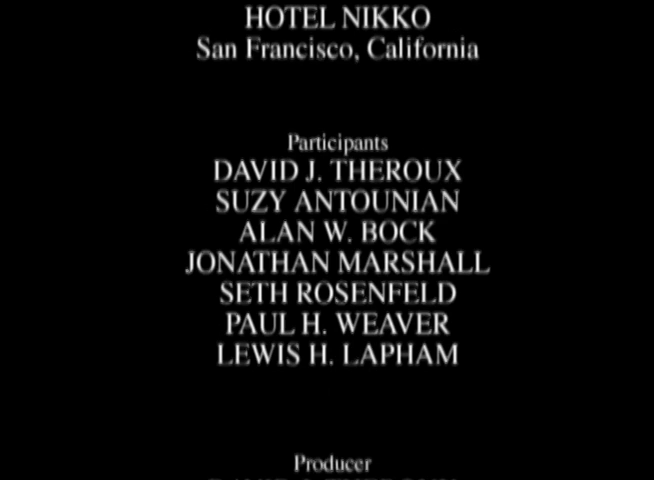 HOTEL NIKKO
San Francisco, California
Participants
DAVID J. THEROUX
SUZY ANTOUNIAN
ALAN W. BOCK
JONATHAN MARSHALL
SETH ROSENFELD
PAUL H. WEAVER
LEWIS H. LAPHAM
Producer